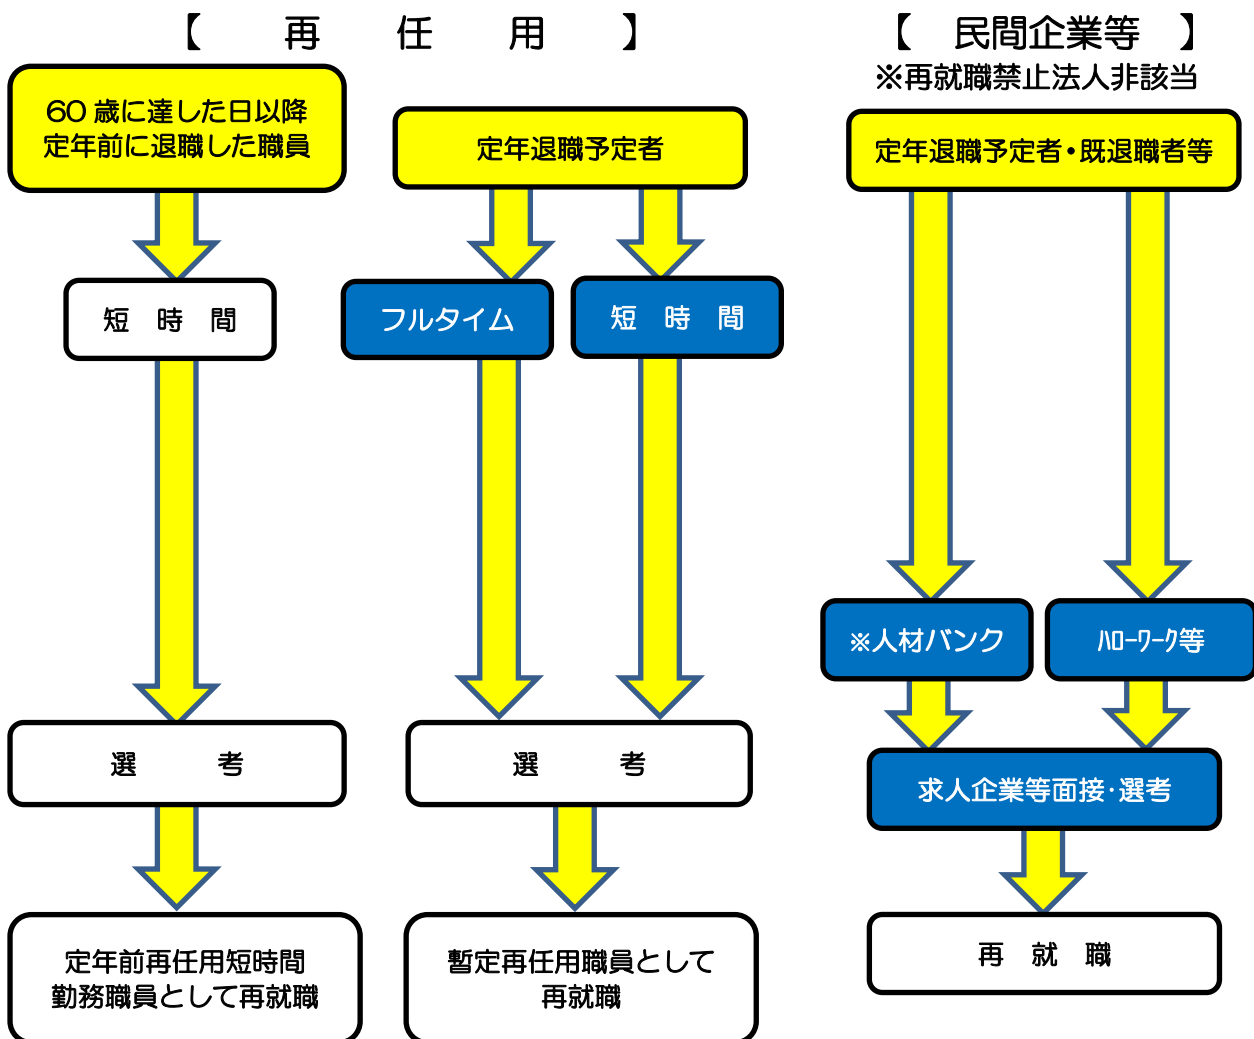 【　再　任　用　】
60歳に達した日以降
定年前に退職した職員
定年退職予定者
短　時　間
フルタイム
短　時　間
選　　　考
選　　　考
定年前再任用短時間
勤務職員として再就職
暫定再任用職員として
再就職
【　民間企業等　】
※再就職禁止法人非該当
定年退職予定者・既退職者等
※人材バンク
ﾊﾛｰﾜｰｸ等
求人企業等面接・選考
再　就　職